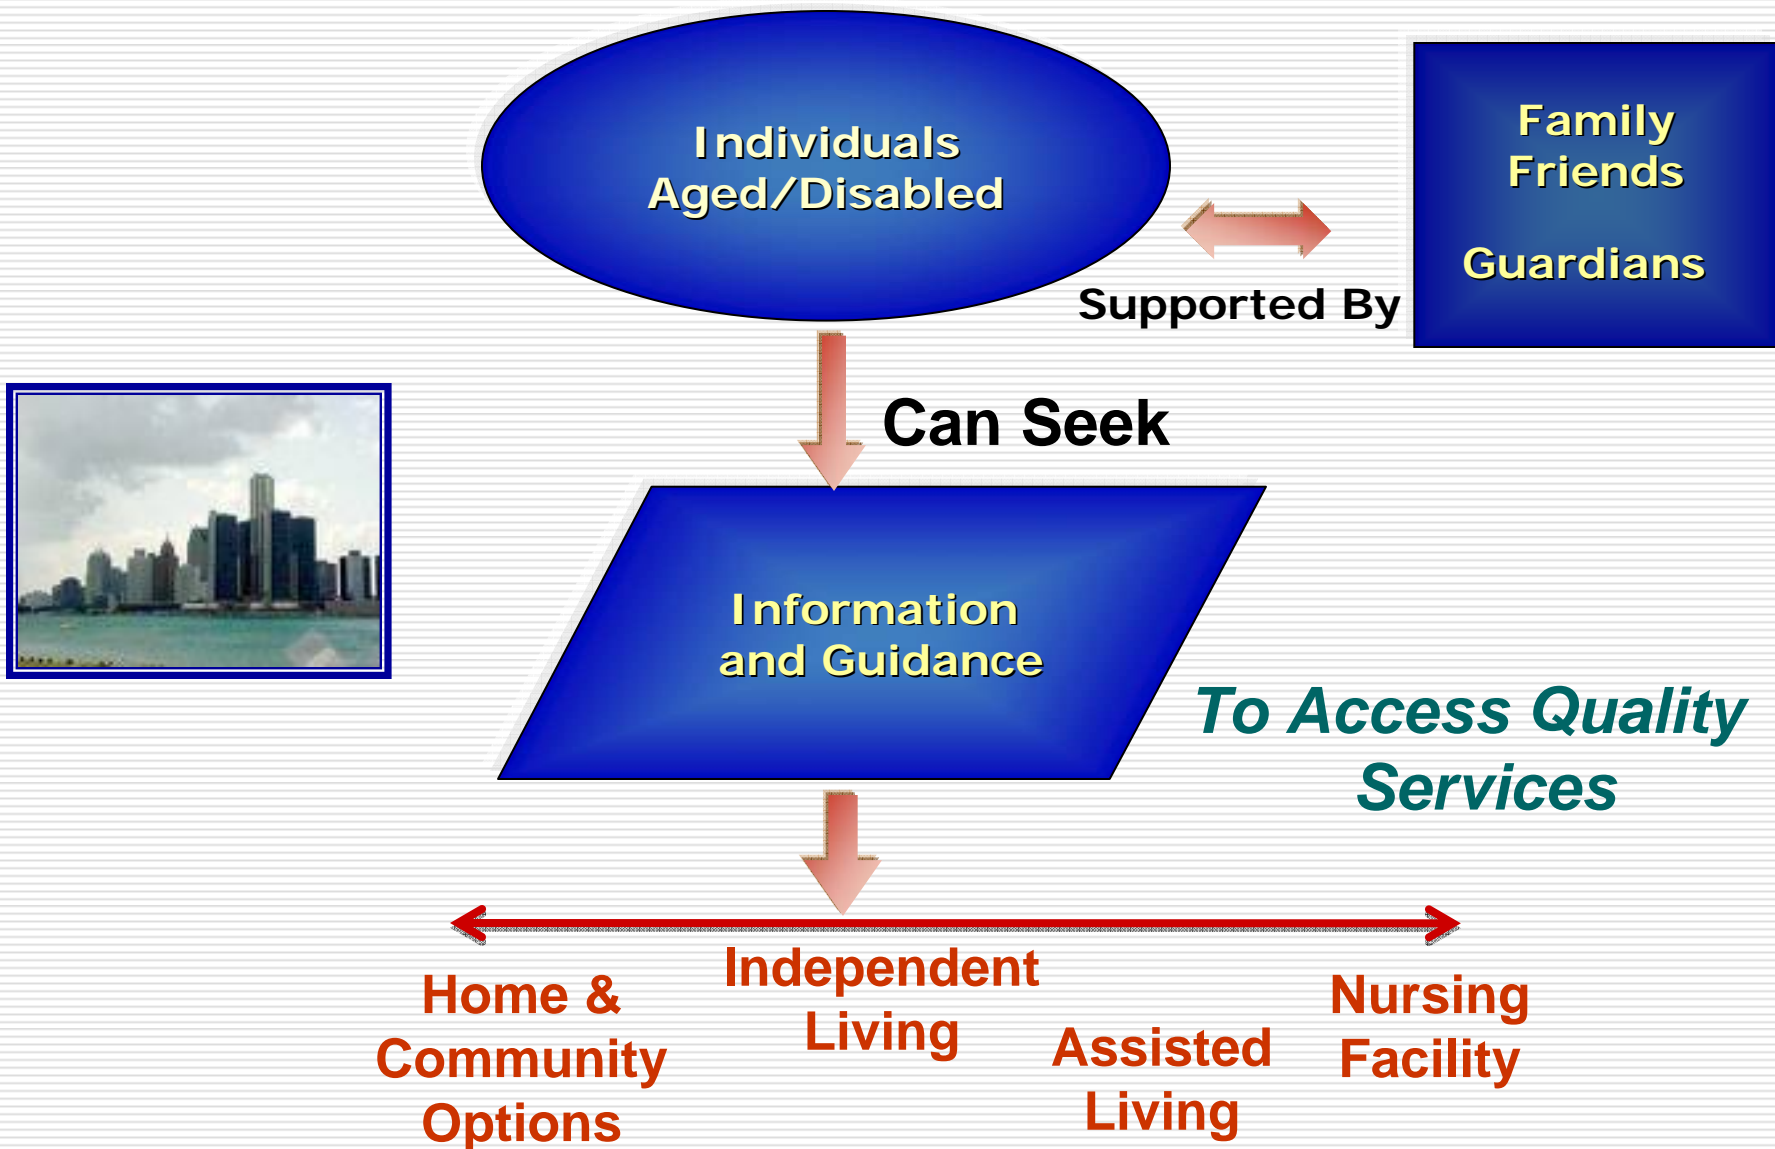 Individuals
Aged/Disabled
Family
Friends
Guardians
Supported By
Can Seek
Information
and Guidance
To Access Quality
Services
Home &
Community
Options
Independent
Living
Assisted
Living
Nursing
Facility